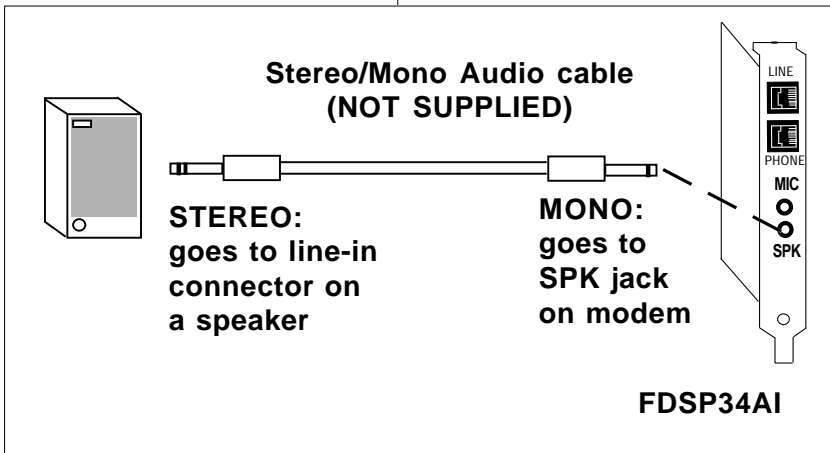 Stereo/Mono Audio cable
(NOT SUPPLIED)
LINE
PHONE
MIC
SPK
STEREO:
goes to line-in
connector on
a speaker
MONO:
goes to
SPK jack
on modem
FDSP34AI